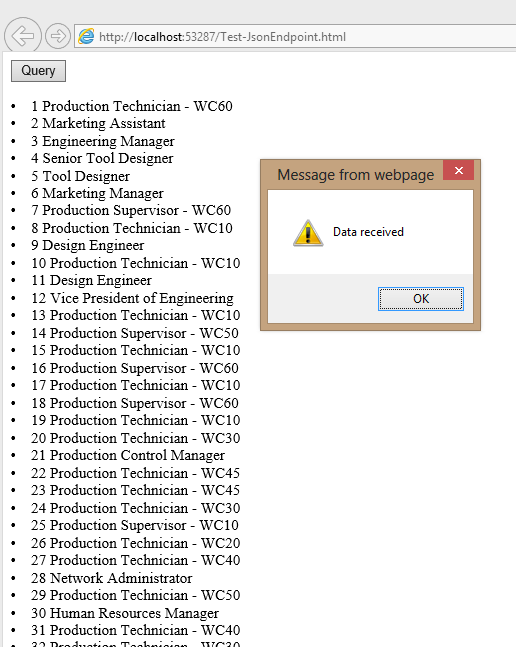 http://localhost:53287/Test-JsonEndpoint.html
Query
• 1 Production Technician - WC60
• 2 Marketing Assistant
• 3 Engineering Manager
• 4 Senior Tool Designer
• 5 Tool Designer
• 6 Marketing Manager
• 7 Production Supervisor - WC60
• 8 Production Technician - WC10
• 9 Design Engineer
• 10 Production Technician - WC10
• 11 Design Engineer
• 12 Vice President of Engineering
• 13 Production Technician - WC10
• 14 Production Supervisor - WC50
• 15 Production Technician - WC10
• 16 Production Supervisor - WC60
• 17 Production Technician - WC10
• 18 Production Supervisor - WC60
• 19 Production Technician - WC10
• 20 Production Technician - WC30
• 21 Production Control Manager
• 22 Production Technician - WC45
• 23 Production Technician - WC45
• 24 Production Technician - WC30
• 25 Production Supervisor - WC10
• 26 Production Technician - WC20
• 27 Production Technician - WC40
• 28 Network Administrator
• 29 Production Technician - WC50
• 30 Human Resources Manager
• 31 Production Technician - WC40
• 32 Production Technician - WC30
Message from webpage
Data received
OK